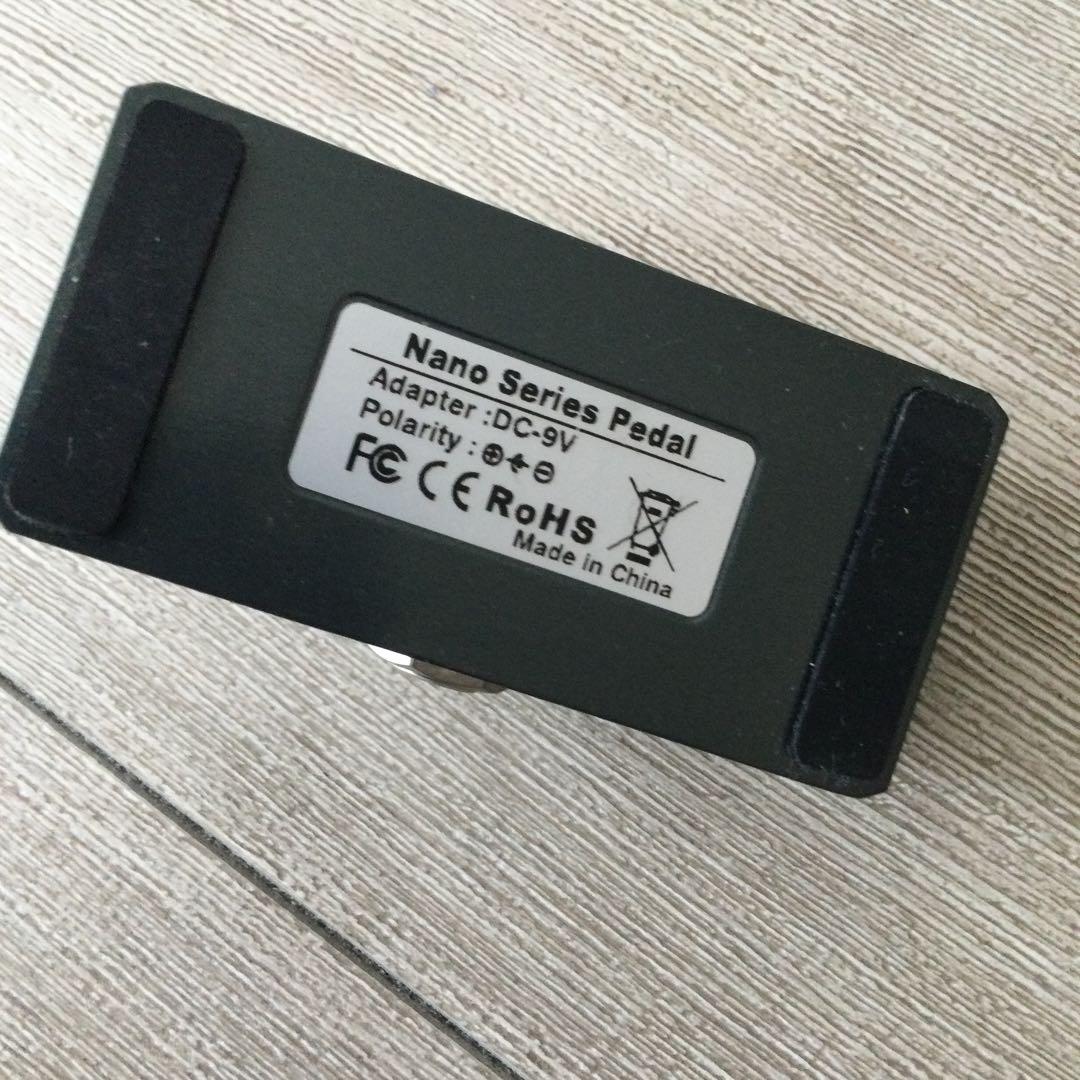 Nano Series Pedal
Adapter :DC-9V
Polarity : ⊕ ⊖
FC CE RoHS
Made in China